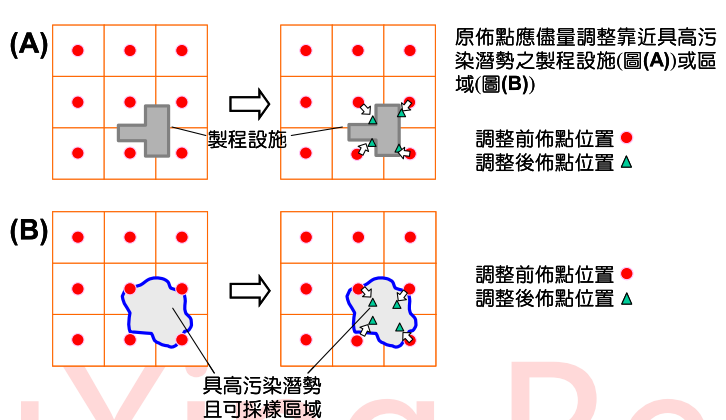 (A)
原佈點應儘量調整靠近具高污
染潛勢之製程設施(圖(A))或區
域(圖(B))
製程設施
調整前佈點位置
調整後佈點位置
(B)
調整前佈點位置
調整後佈點位置
具高污染潛勢
且可採樣區域